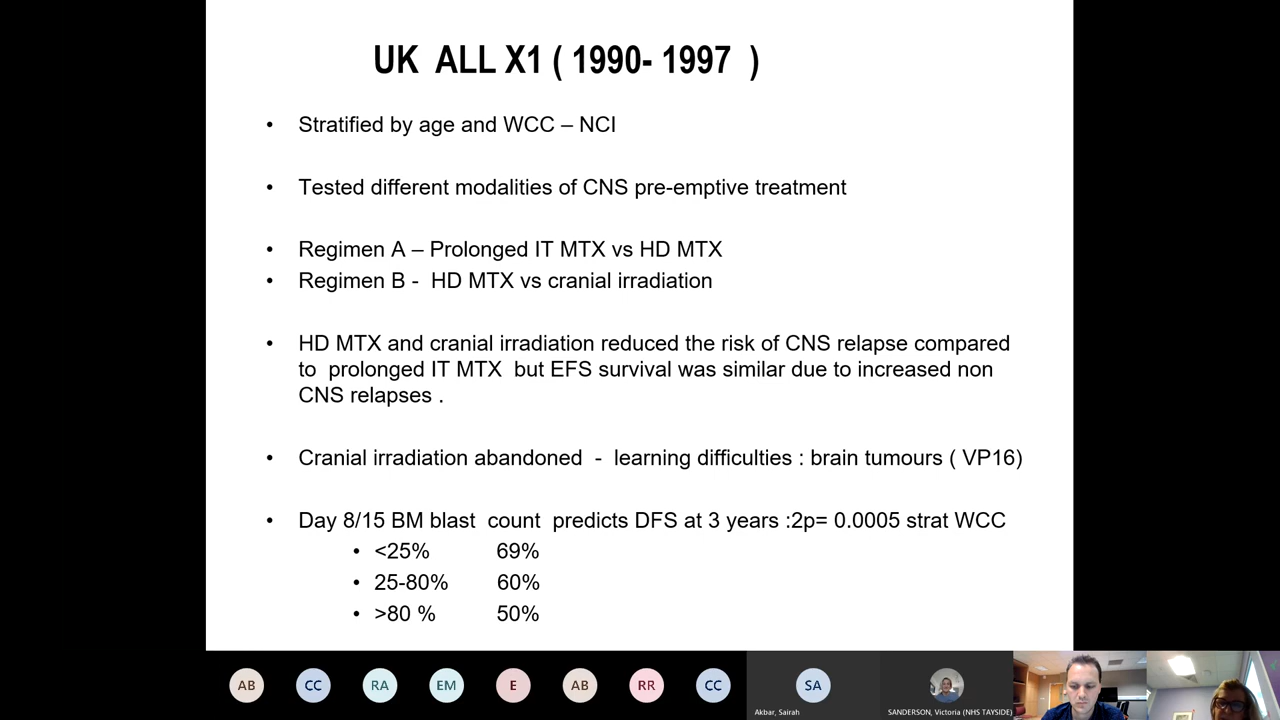 UK ALL X1 ( 1990- 1997 )
• Stratified by age and WCC – NCI
• Tested different modalities of CNS pre-emptive treatment
• Regimen A – Prolonged IT MTX vs HD MTX
• Regimen B - HD MTX vs cranial irradiation
• HD MTX and cranial irradiation reduced the risk of CNS relapse compared
to prolonged IT MTX but EFS survival was similar due to increased non
CNS relapses .
• Cranial irradiation abandoned - learning difficulties : brain tumours ( VP16)
• Day 8/15 BM blast count predicts DFS at 3 years :2p= 0.0005 strat WCC
• <25% 69%
• 25-80% 60%
• >80 % 50%
AB CC RA EM E AB RR CC SA
Akbar, Sairah SANDERSON, Victoria (NHS TAYSIDE)